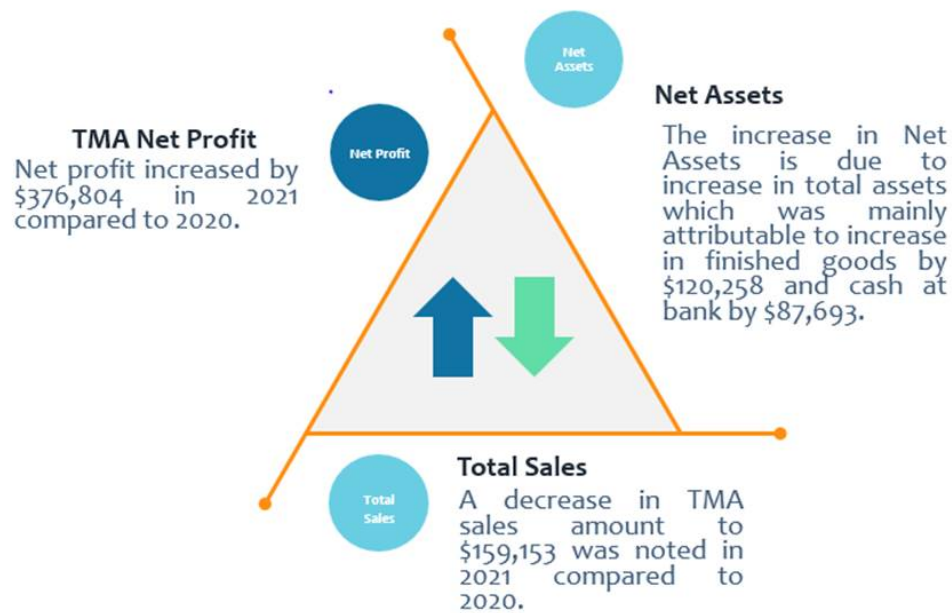 Net
Assets
Net Assets
The increase in Net
Assets is due to
increase in total assets
which was mainly
attributable to increase
in finished goods by
$120,258 and cash at
bank by $87,693.
TMA Net Profit
Net profit increased by
$376,804 in 2021
compared to 2020.
Net Profit
Total
Sales
Total Sales
A decrease in TMA
sales amount to
$159,153 was noted in
2021 compared to
2020.